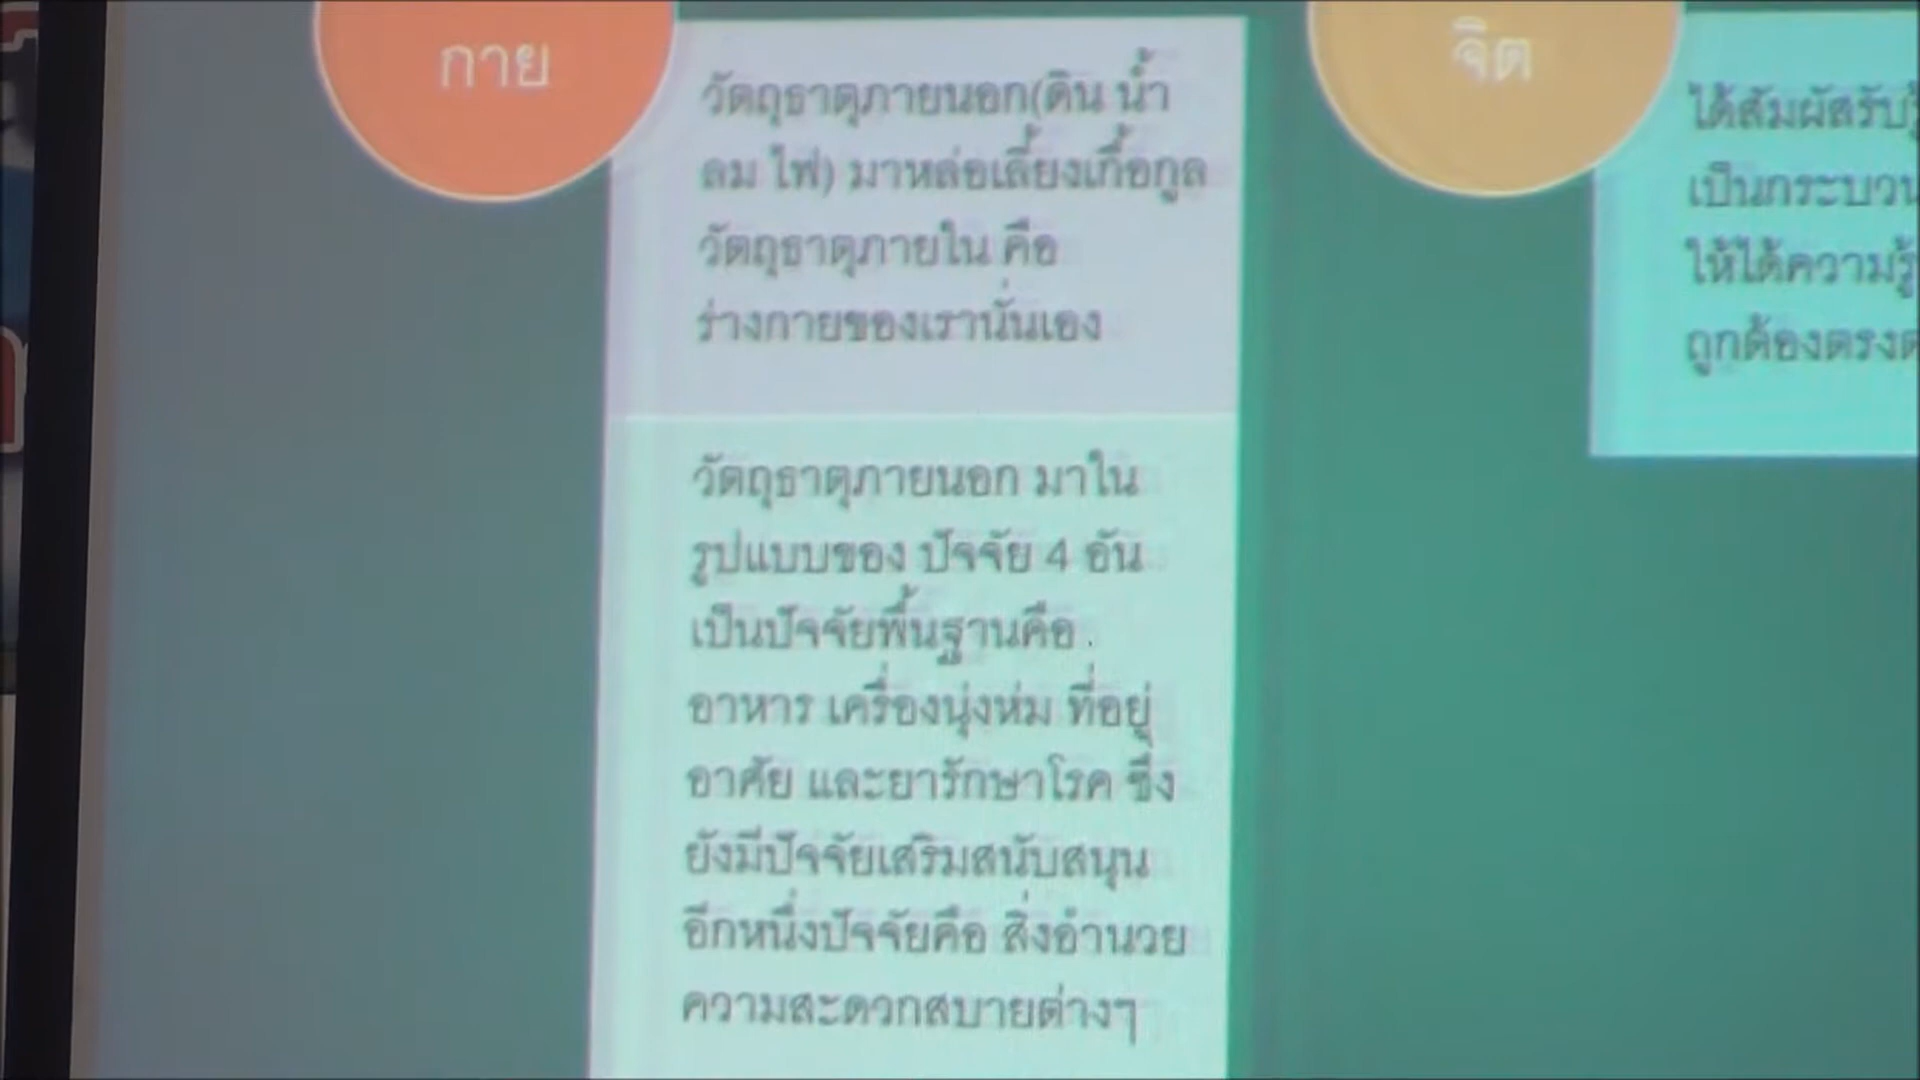 กาย
วัตถุธาตุภายนอก(ดิน น้ำ
ลม ไฟ) มาหล่อเลี้ยงเกื้อกูล
วัตถุธาตุภายใน คือ
ร่างกายของเรานั่นเอง
วัตถุธาตุภายนอก มาใน
รูปแบบของ ปัจจัย 4 อัน
เป็นปัจจัยพื้นฐานคือ .
อาหาร เครื่องนุ่งห่ม ที่อยู่
อาศัย และยารักษาโรค ซึ่ง
ยังมีปัจจัยเสริมสนับสนุน
อีกหนึ่งปัจจัยคือ สิ่งอำนวย
ความสะดวกสบายต่างๆ
จิต
ได้สัมผัสรับรู้
เป็นกระบวน
ให้ได้ความรู้
ถูกต้องตรง